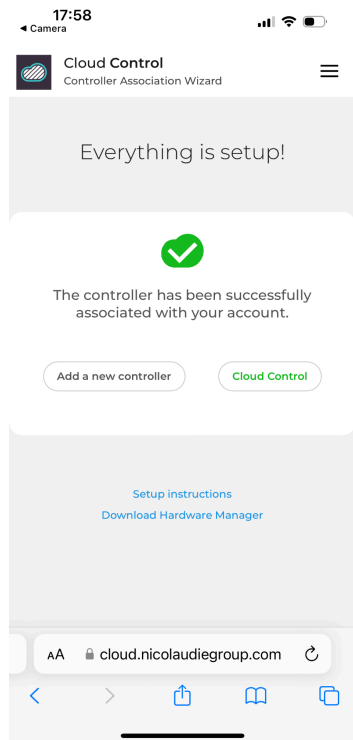 17:58
Camera
Cloud Control
Controller Association Wizard
Everything is setup!
The controller has been successfully
associated with your account.
Add a new controller
Cloud Control
Setup instructions
Download Hardware Manager
AA
cloud.nicolaudiegroup.com